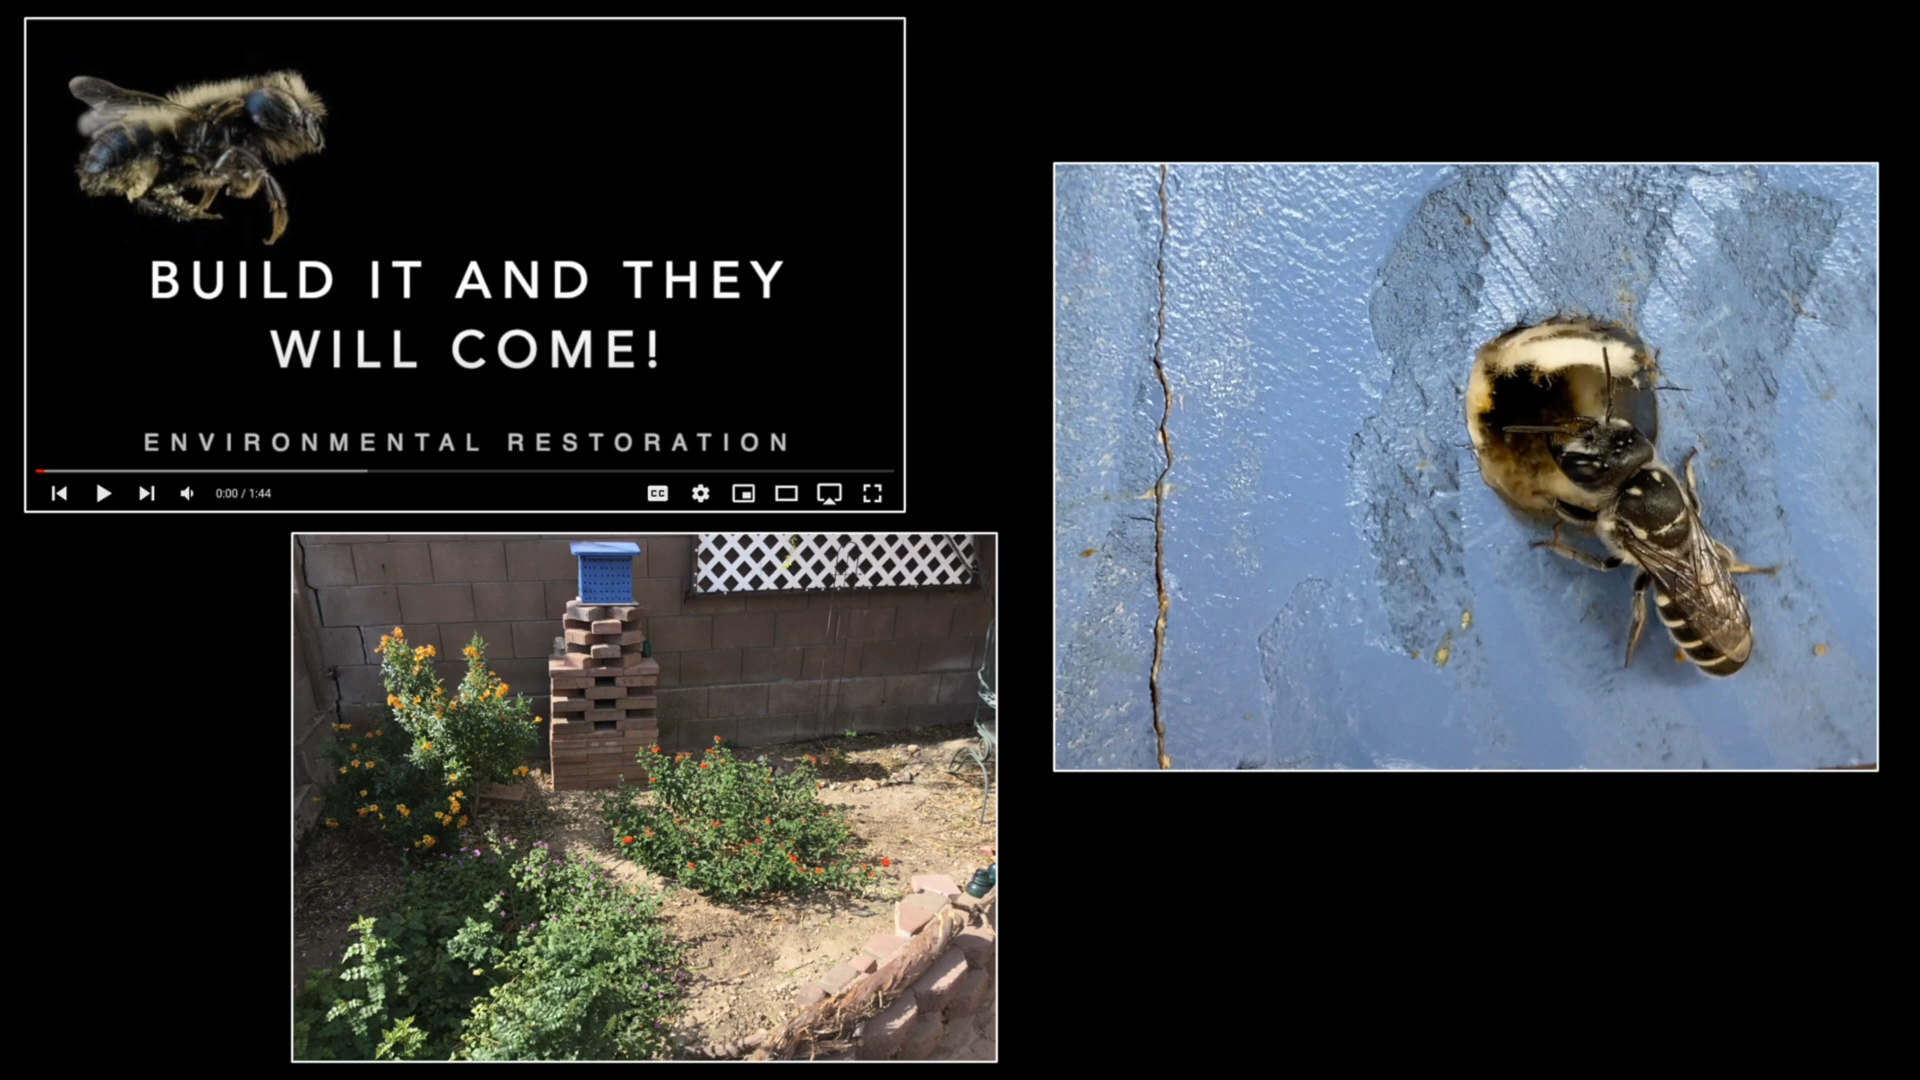 BUILD IT AND THEY
WILL COME!
ENVIRONMENTAL RESTORATION
0:00 / 1:44
CC